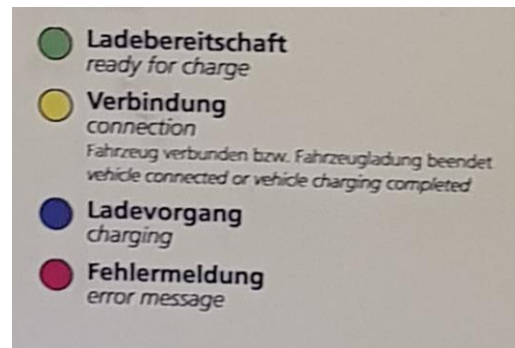 Ladebereitschaft
ready for charge
Verbindung
connection
Fahrzeug verbunden bzw. Fahrzeugladung beendet
vehicle connected or vehicle charging completed
Ladevorgang
charging
Fehlermeldung
error message